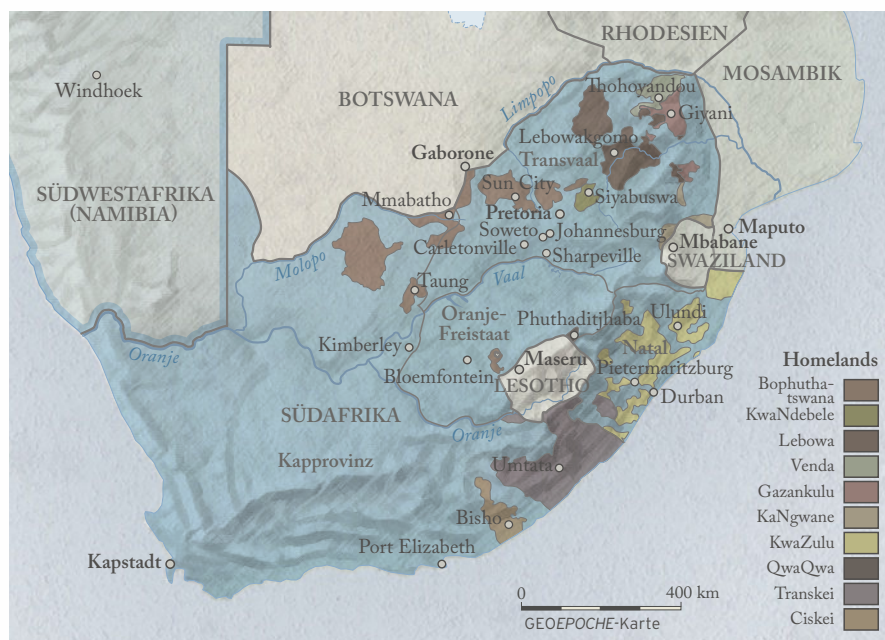 RHODESIEN
MOSAMBIK
Windhoek
BOTSWANA
Limpopo
Thohoyandou
Giyani
Lebowakgomo
Transvaal
Gaborone
SÜDWESTAFRIKA
(NAMIBIA)
Mmabatho
Sun City
Siyabuswa
Pretoria
Soweto
Johannesburg
Carletonville
Sharpeville
Maputo
Mbabane
SWAZILAND
Molopo
Taung
Vaal
Oranje-
Freistaat
Phuthaditjhaba
Ulundi
Natal
Oranje
Kimberley
Bloemfontein
Maseru
LESOTHO
Pietermaritzburg
Durban
SÜDAFRIKA
Oranje
Kapprovinz
Umtata
Bisho
Port Elizabeth
Kapstadt
Homelands
Bophutha-
tswana
KwaNdebele
Lebowa
Venda
Gazankulu
KaNgwane
KwaZulu
QwaQwa
Transkei
Ciskei
0 400 km
GEOEPOCHE-Karte